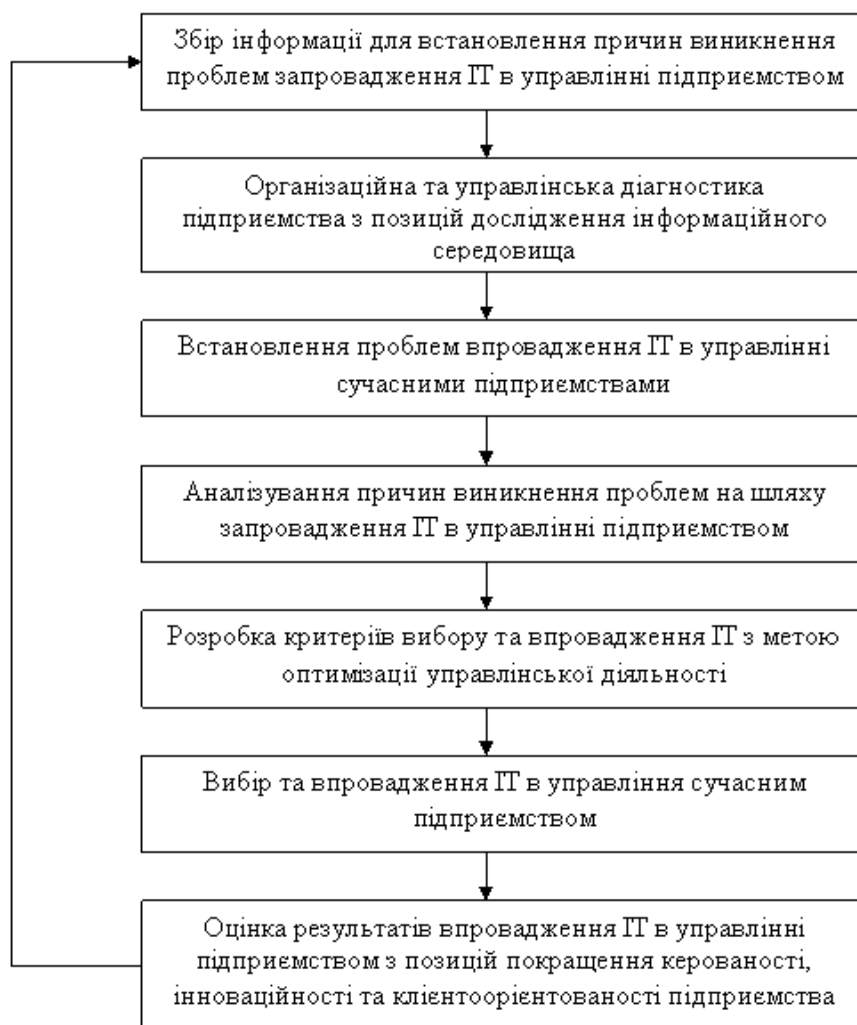 Збір інформації для встановлення причин виникнення
проблем запровадження ІТ в управлінні підприємством
Організаційна та управлінська діагностика
підприємства з позицій дослідження інформаційного
середовища
Встановлення проблем впровадження ІТ в управлінні
сучасними підприємствами
Аналізування причин виникнення проблем на шляху
запровадження ІТ в управлінні підприємством
Розробка критеріїв вибору та впровадження ІТ з метою
оптимізації управлінської діяльності
Вибір та впровадження ІТ в управління сучасним
підприємством
Оцінка результатів впровадження ІТ в управлінні
підприємством з позицій покращення керованості,
інноваційності та клієнтоорієнтованості підприємства